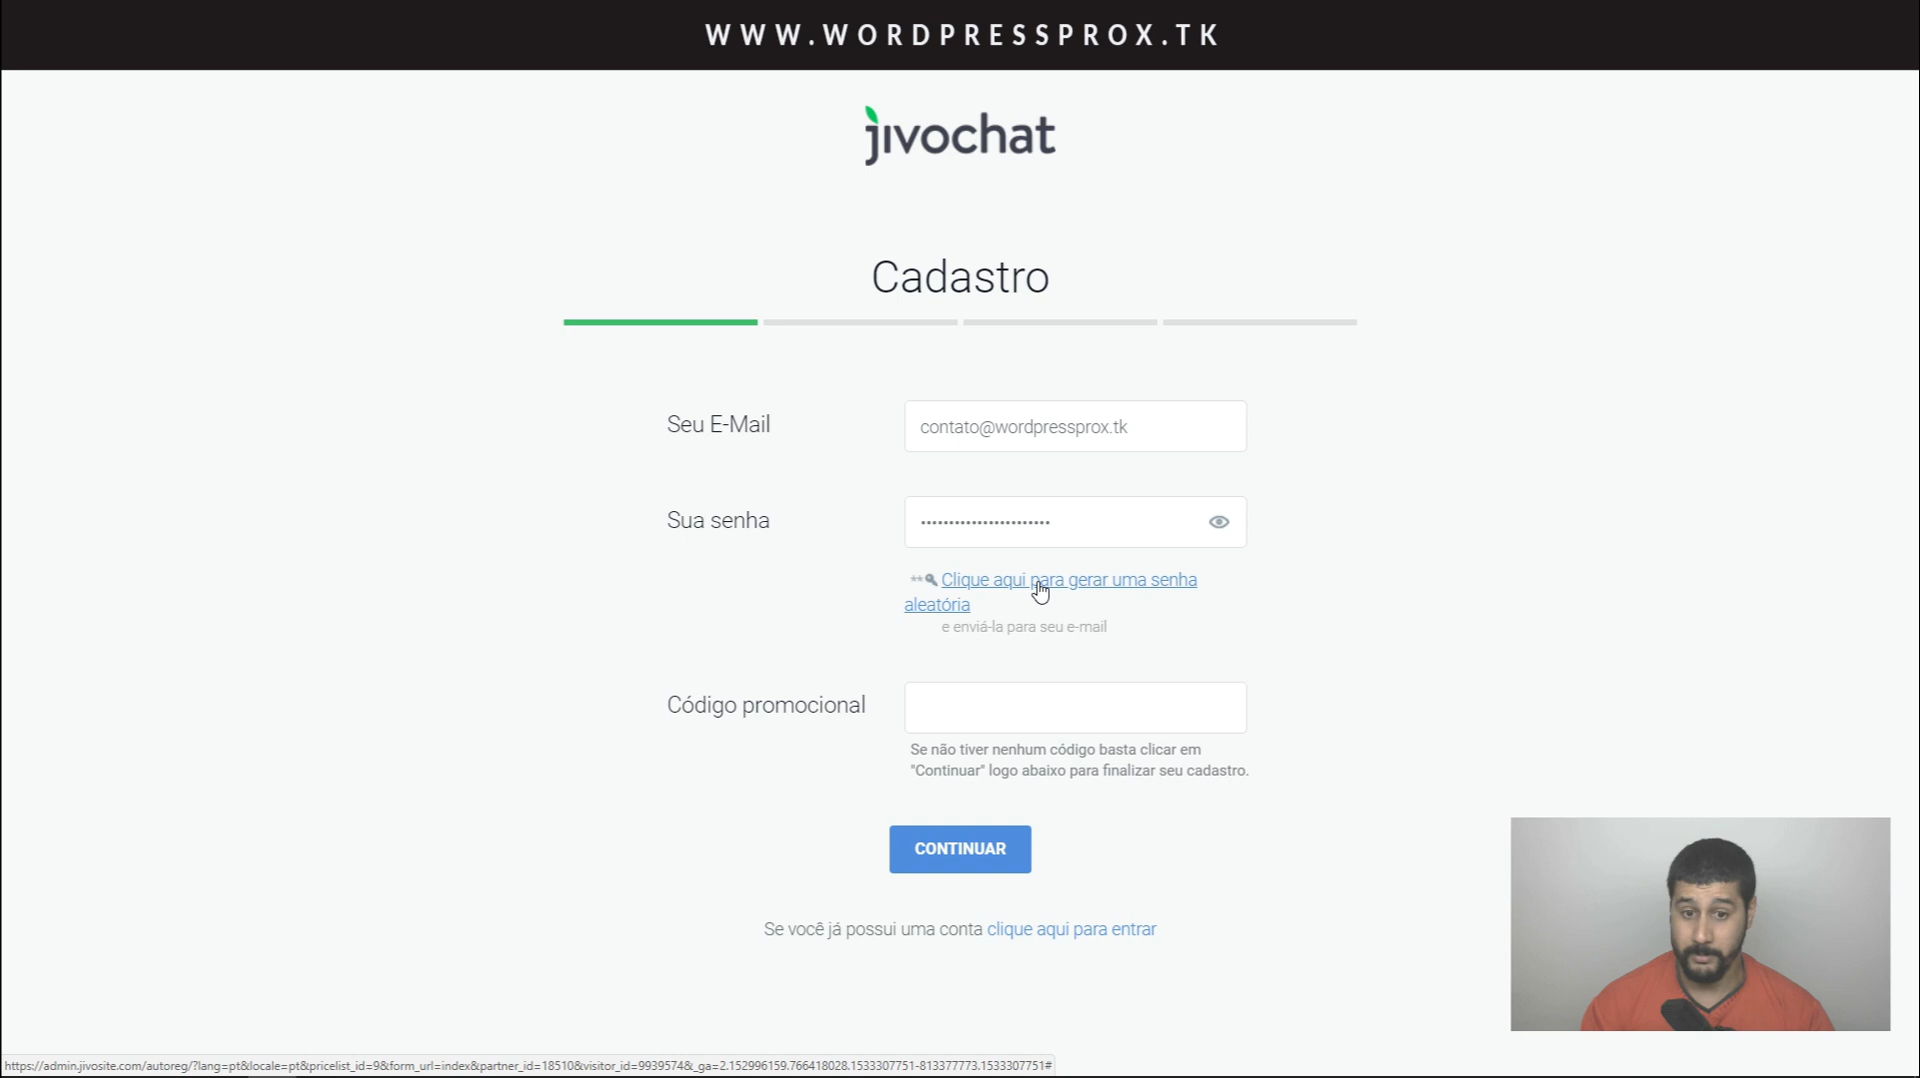 WWW.WORDPRESSPROX.TK
jivochat
Cadastro
Seu E-Mail
contato@wordpressprox.tk
Sua senha
•••••••••••••••••••••••
** Clique aqui para gerar uma senha
aleatória
e enviá-la para seu e-mail
Código promocional
Se não tiver nenhum código basta clicar em
"Continuar" logo abaixo para finalizar seu cadastro.
CONTINUAR
Se você já possui uma conta clique aqui para entrar
https://admin.jivosite.com/autoreg/?lang=pt&locale=pt&pricelist_id=9&form_url=index&partner_id=18510&visitor_id=9939574&_ga=2.152996159.766418028.1533307751-813377773.1533307751#